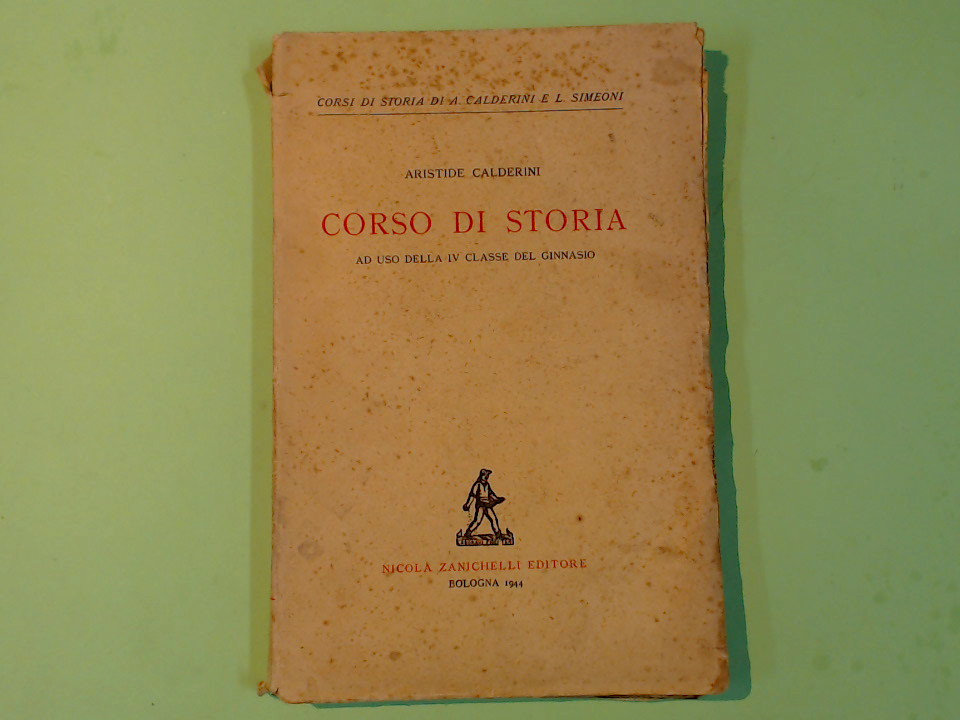 CORSI DI STORIA DI A. CALDERINI E L. SIMEONI
ARISTIDE CALDERINI
CORSO DI STORIA
AD USO DELLA IV CLASSE DEL GINNASIO
NICOLA ZANICHELLI EDITORE
BOLOGNA 1944